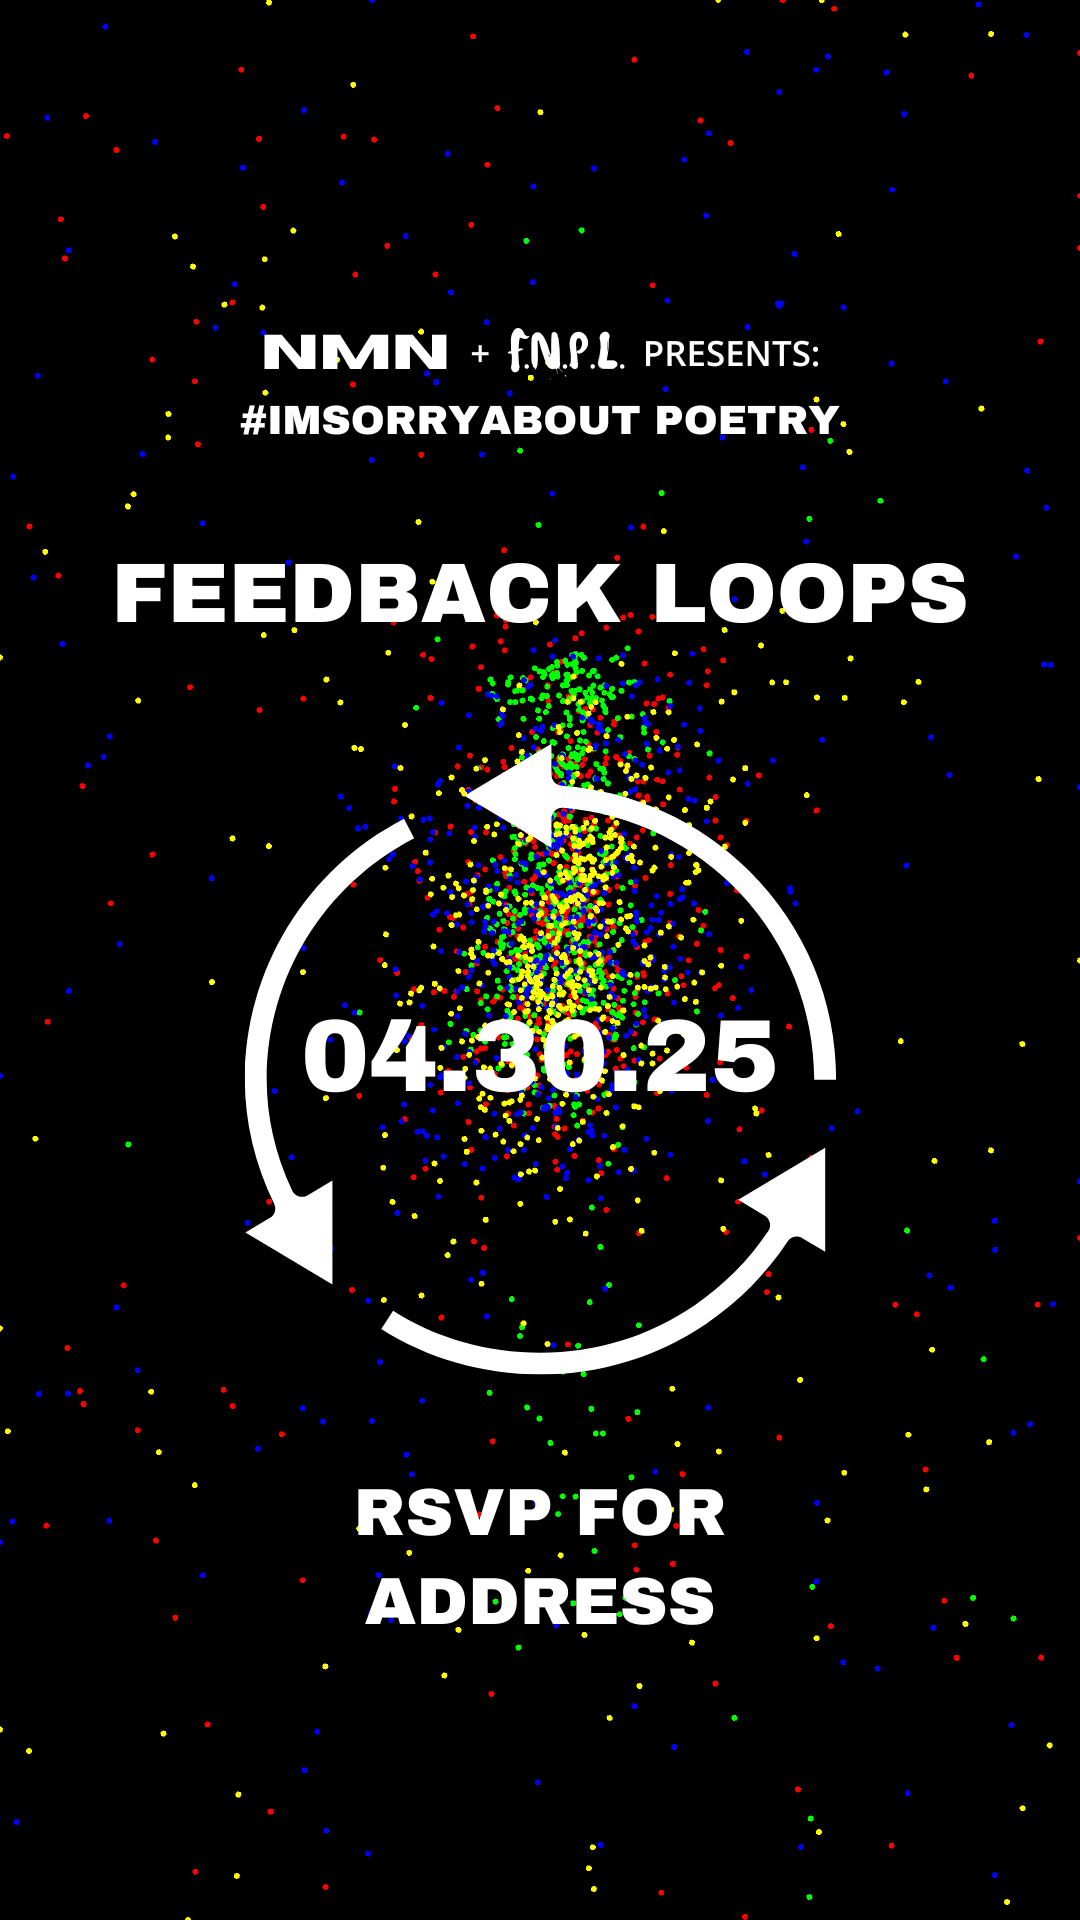 NMN + F.N.P.L. PRESENTS:
#IMSORRYABOUT POETRY
FEEDBACK LOOPS
04.30.25
RSVP FOR
ADDRESS